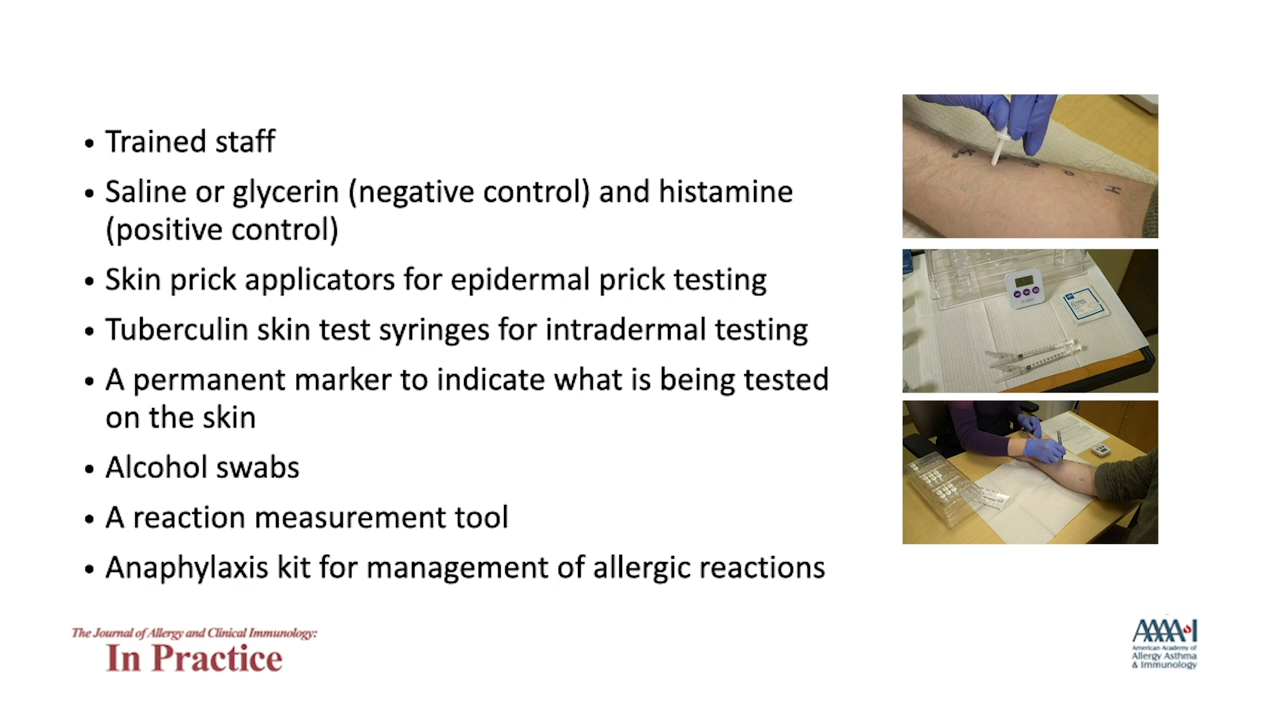 • Trained staff
• Saline or glycerin (negative control) and histamine
(positive control)
• Skin prick applicators for epidermal prick testing
• Tuberculin skin test syringes for intradermal testing
• A permanent marker to indicate what is being tested
on the skin
• Alcohol swabs
• A reaction measurement tool
• Anaphylaxis kit for management of allergic reactions
H
The Journal of Allergy and Clinical Immunology:
In Practice
AAAAI
American Academy of
Allergy Asthma
& Immunology